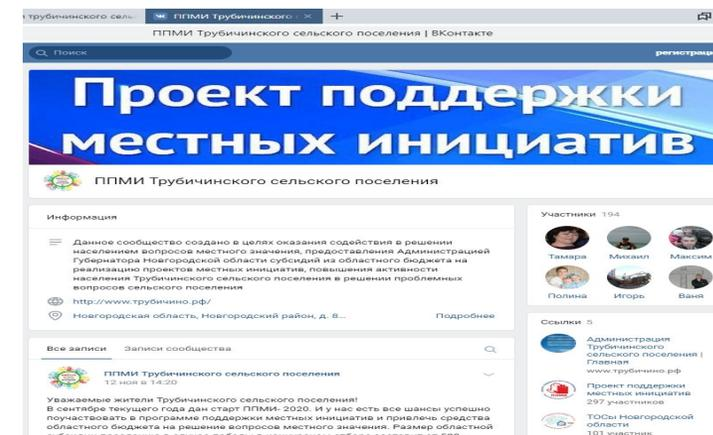 трубичинского сель
ППМИ Трубичинского
ППМИ Трубичинского сельского поселения | ВКонтакте
Поиск
регистрац
Проект поддержки
местных инициатив
ППМИ Трубичинского сельского поселения
Информация
Данное сообщество создано в целях оказания содействия в решении
населением вопросов местного значения, предоставления Администрацией
Губернатора Новгородской области субсидий из областного бюджета на
реализацию проектов местных инициатив, повышения активности
населения Трубичинского сельского поселения в решении проблемных
вопросов сельского поселения
http://www.трубичино.рф/
Новгородская область, Новгородский район, д. 8...
Подробнее
Все записи Записи сообщества
ППМИ Трубичинского сельского поселения
12 ноя в 14:20
Уважаемые жители Трубичинского сельского поселения!
В сентябре текущего года дан старт ППМИ- 2020. И у нас есть все шансы успешно
поучаствовать в программе поддержки местных инициатив и привлечь средства
областного бюджета на решение вопросов местного значения. Размер областной
Участники 194
Тамара Михаил Максим
Полина Игорь Ваня
Ссылки 5
Администрация
Трубичинского
сельского поселения |
Главная
www.трубичино.рф
Проект поддержки
местных инициатив
297 участников
ТОСы Новгородской
области
101 участник